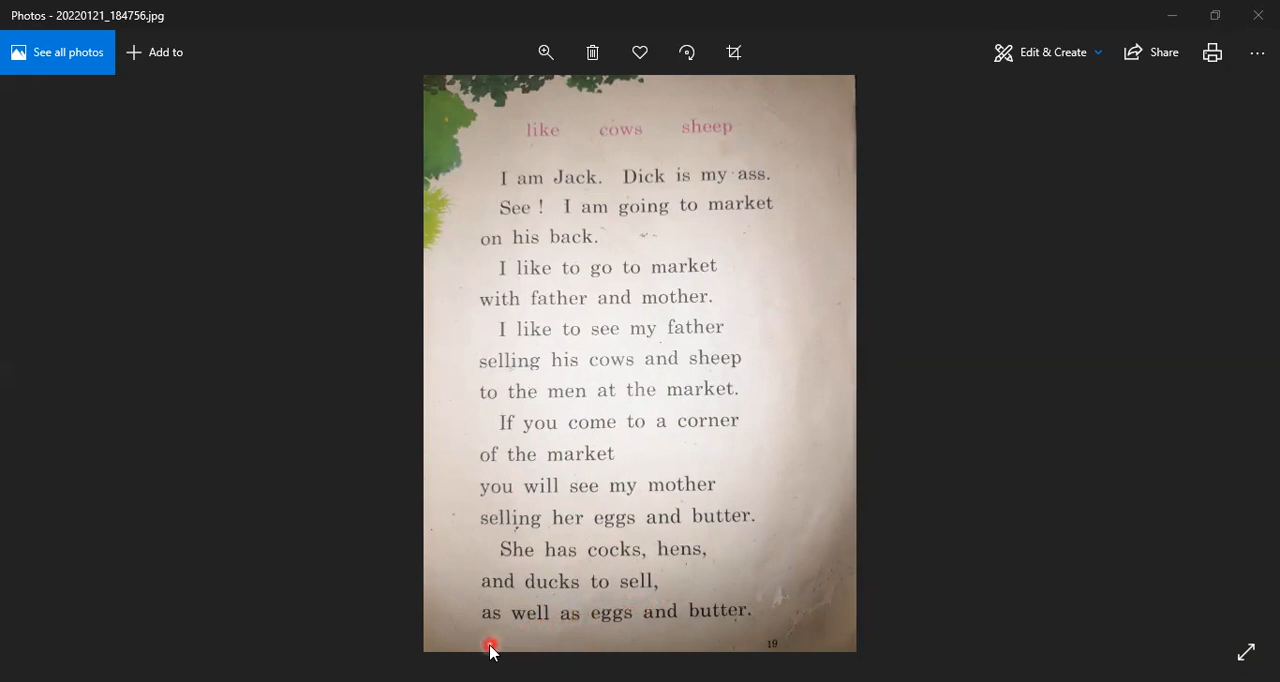 Photos - 20220121_184756.jpg
See all photos
Add to
Edit & Create
Share
like cows sheep
I am Jack. Dick is my ass.
See ! I am going to market
on his back.
I like to go to market
with father and mother.
I like to see my father
selling his cows and sheep
to the men at the market.
If you come to a corner
of the market
you will see my mother
selling her eggs and butter.
She has cocks, hens,
and ducks to sell,
as well as eggs and butter.
19